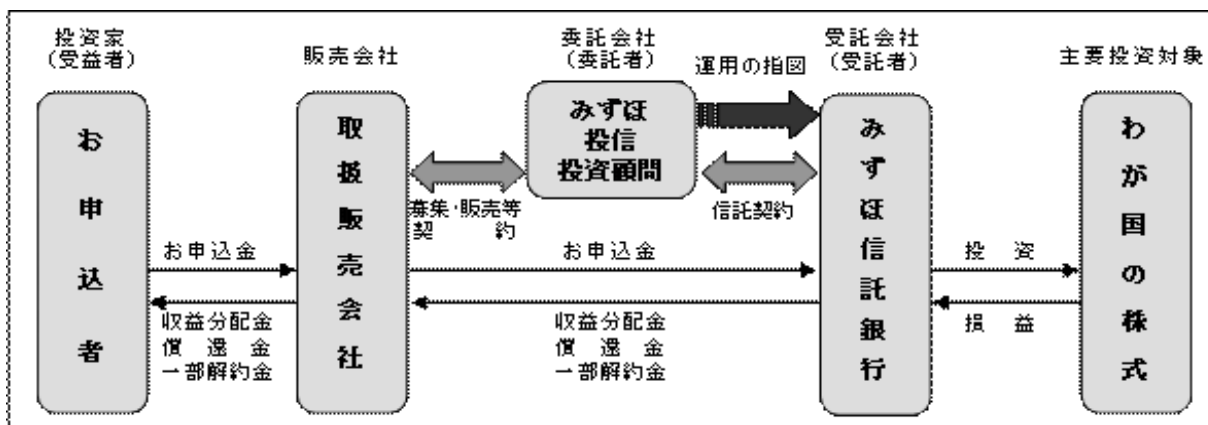 投資家
(受益者)
販売会社
委託会社
(委託者)
受託会社
(受託者)
主要投資対象
運用の指図
お申込者
取扱販売会社
みずほ
投信
投資顧問
みずほ信託銀行
わが国の株式
募集・販売等
契約
信託契約
お申込金
お申込金
投資
収益分配金
償還金
一部解約金
収益分配金
償還金
一部解約金
損益